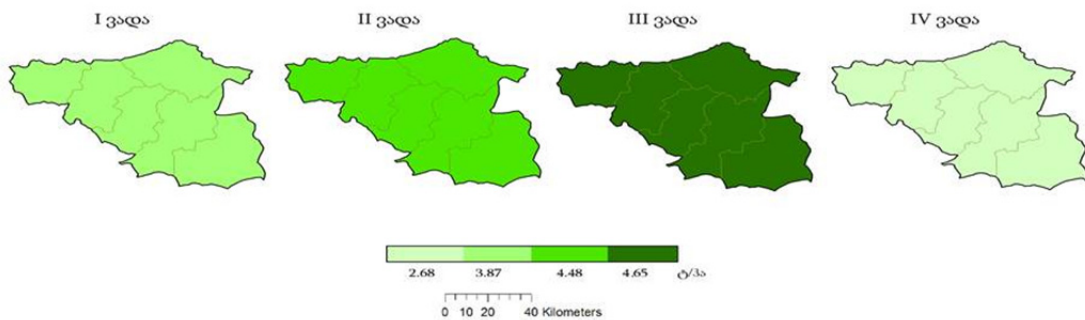 I ვადა II ვადა III ვადა IV ვადა
2.68 3.87 4.48 4.65 ტ/ჰა
0 10 20 40 Kilometers